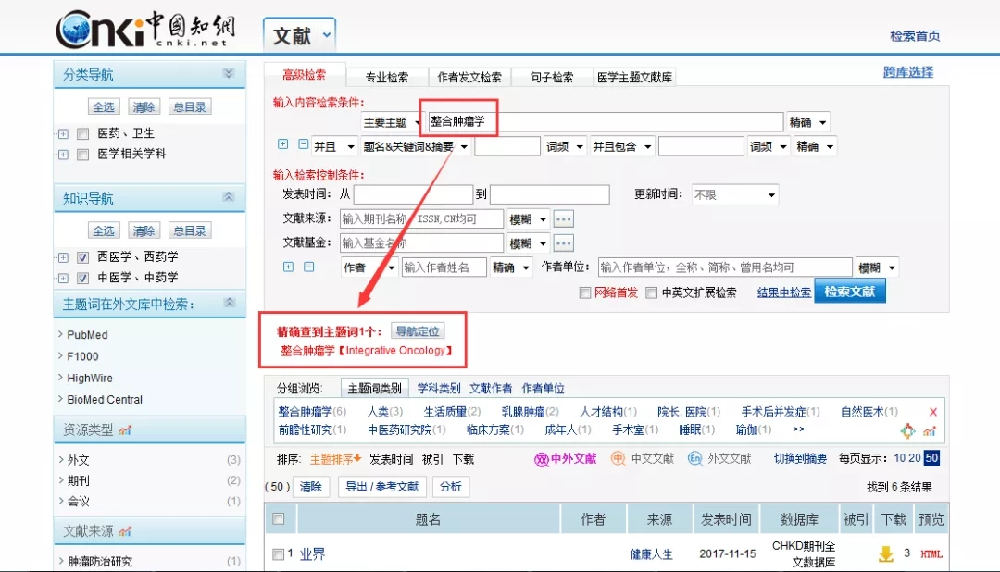 CNKi 中國知網
cnki.net
文献
检索首页
分类导航
全选 清除 总目录
医药、卫生
医学相关学科
知识导航
全选 清除 总目录
西医学、西药学
中医学、中药学
主题词在外文库中检索:
> PubMed
> F1000
> HighWire
> BioMed Central
资源类型
> 外文 (3)
> 期刊 (2)
> 会议 (1)
文献来源
> 肿瘤防治研究 (1)
高级检索 专业检索 作者发文检索 句子检索 医学主题文献库
跨库选择
输入内容检索条件:
主要主题 整合肿瘤学 精确
并且 题名&关键词&摘要 词频 并且包含 词频 精确
输入检索控制条件:
发表时间: 从 到 更新时间: 不限
文献来源: 输入期刊名称, ISSN,CN均可 模糊 ...
文献基金: 输入基金名称 模糊 ...
作者 输入作者姓名 精确 作者单位: 输入作者单位, 全称、简称、曾用名均可 模糊
网络首发 中英文扩展检索 结果中检索 检索文献
精确查到主题词1个: 导航定位
整合肿瘤学【Integrative Oncology】
分组浏览: 主题词类别 学科类别 文献作者 作者单位
整合肿瘤学(6) 人类(3) 生活质量(2) 乳腺肿瘤(2) 人才结构(1) 院长, 医院(1) 手术后并发症(1) 自然医术(1) X
前瞻性研究(1) 中医药研究院(1) 临床方案(1) 成年人(1) 手术室(1) 睡眠(1) 瑜伽(1) >>
排序: 主题排序 发表时间 被引 下载 中外文献 中文文献 En 外文文献 切换到摘要 每页显示: 10 20 50
(50) 清除 导出 / 参考文献 分析 找到 6 条结果
题名 作者 来源 发表时间 数据库 被引 下载 预览
1 业界 健康人生 2017-11-15 CHKD期刊全文数据库 3 HTML